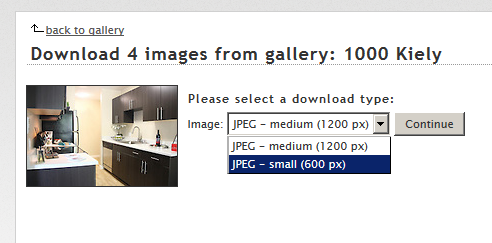 back to gallery
Download 4 images from gallery: 1000 Kiely
Please select a download type:
Image: JPEG - medium (1200 px) Continue
JPEG - medium (1200 px)
JPEG - small (600 px)